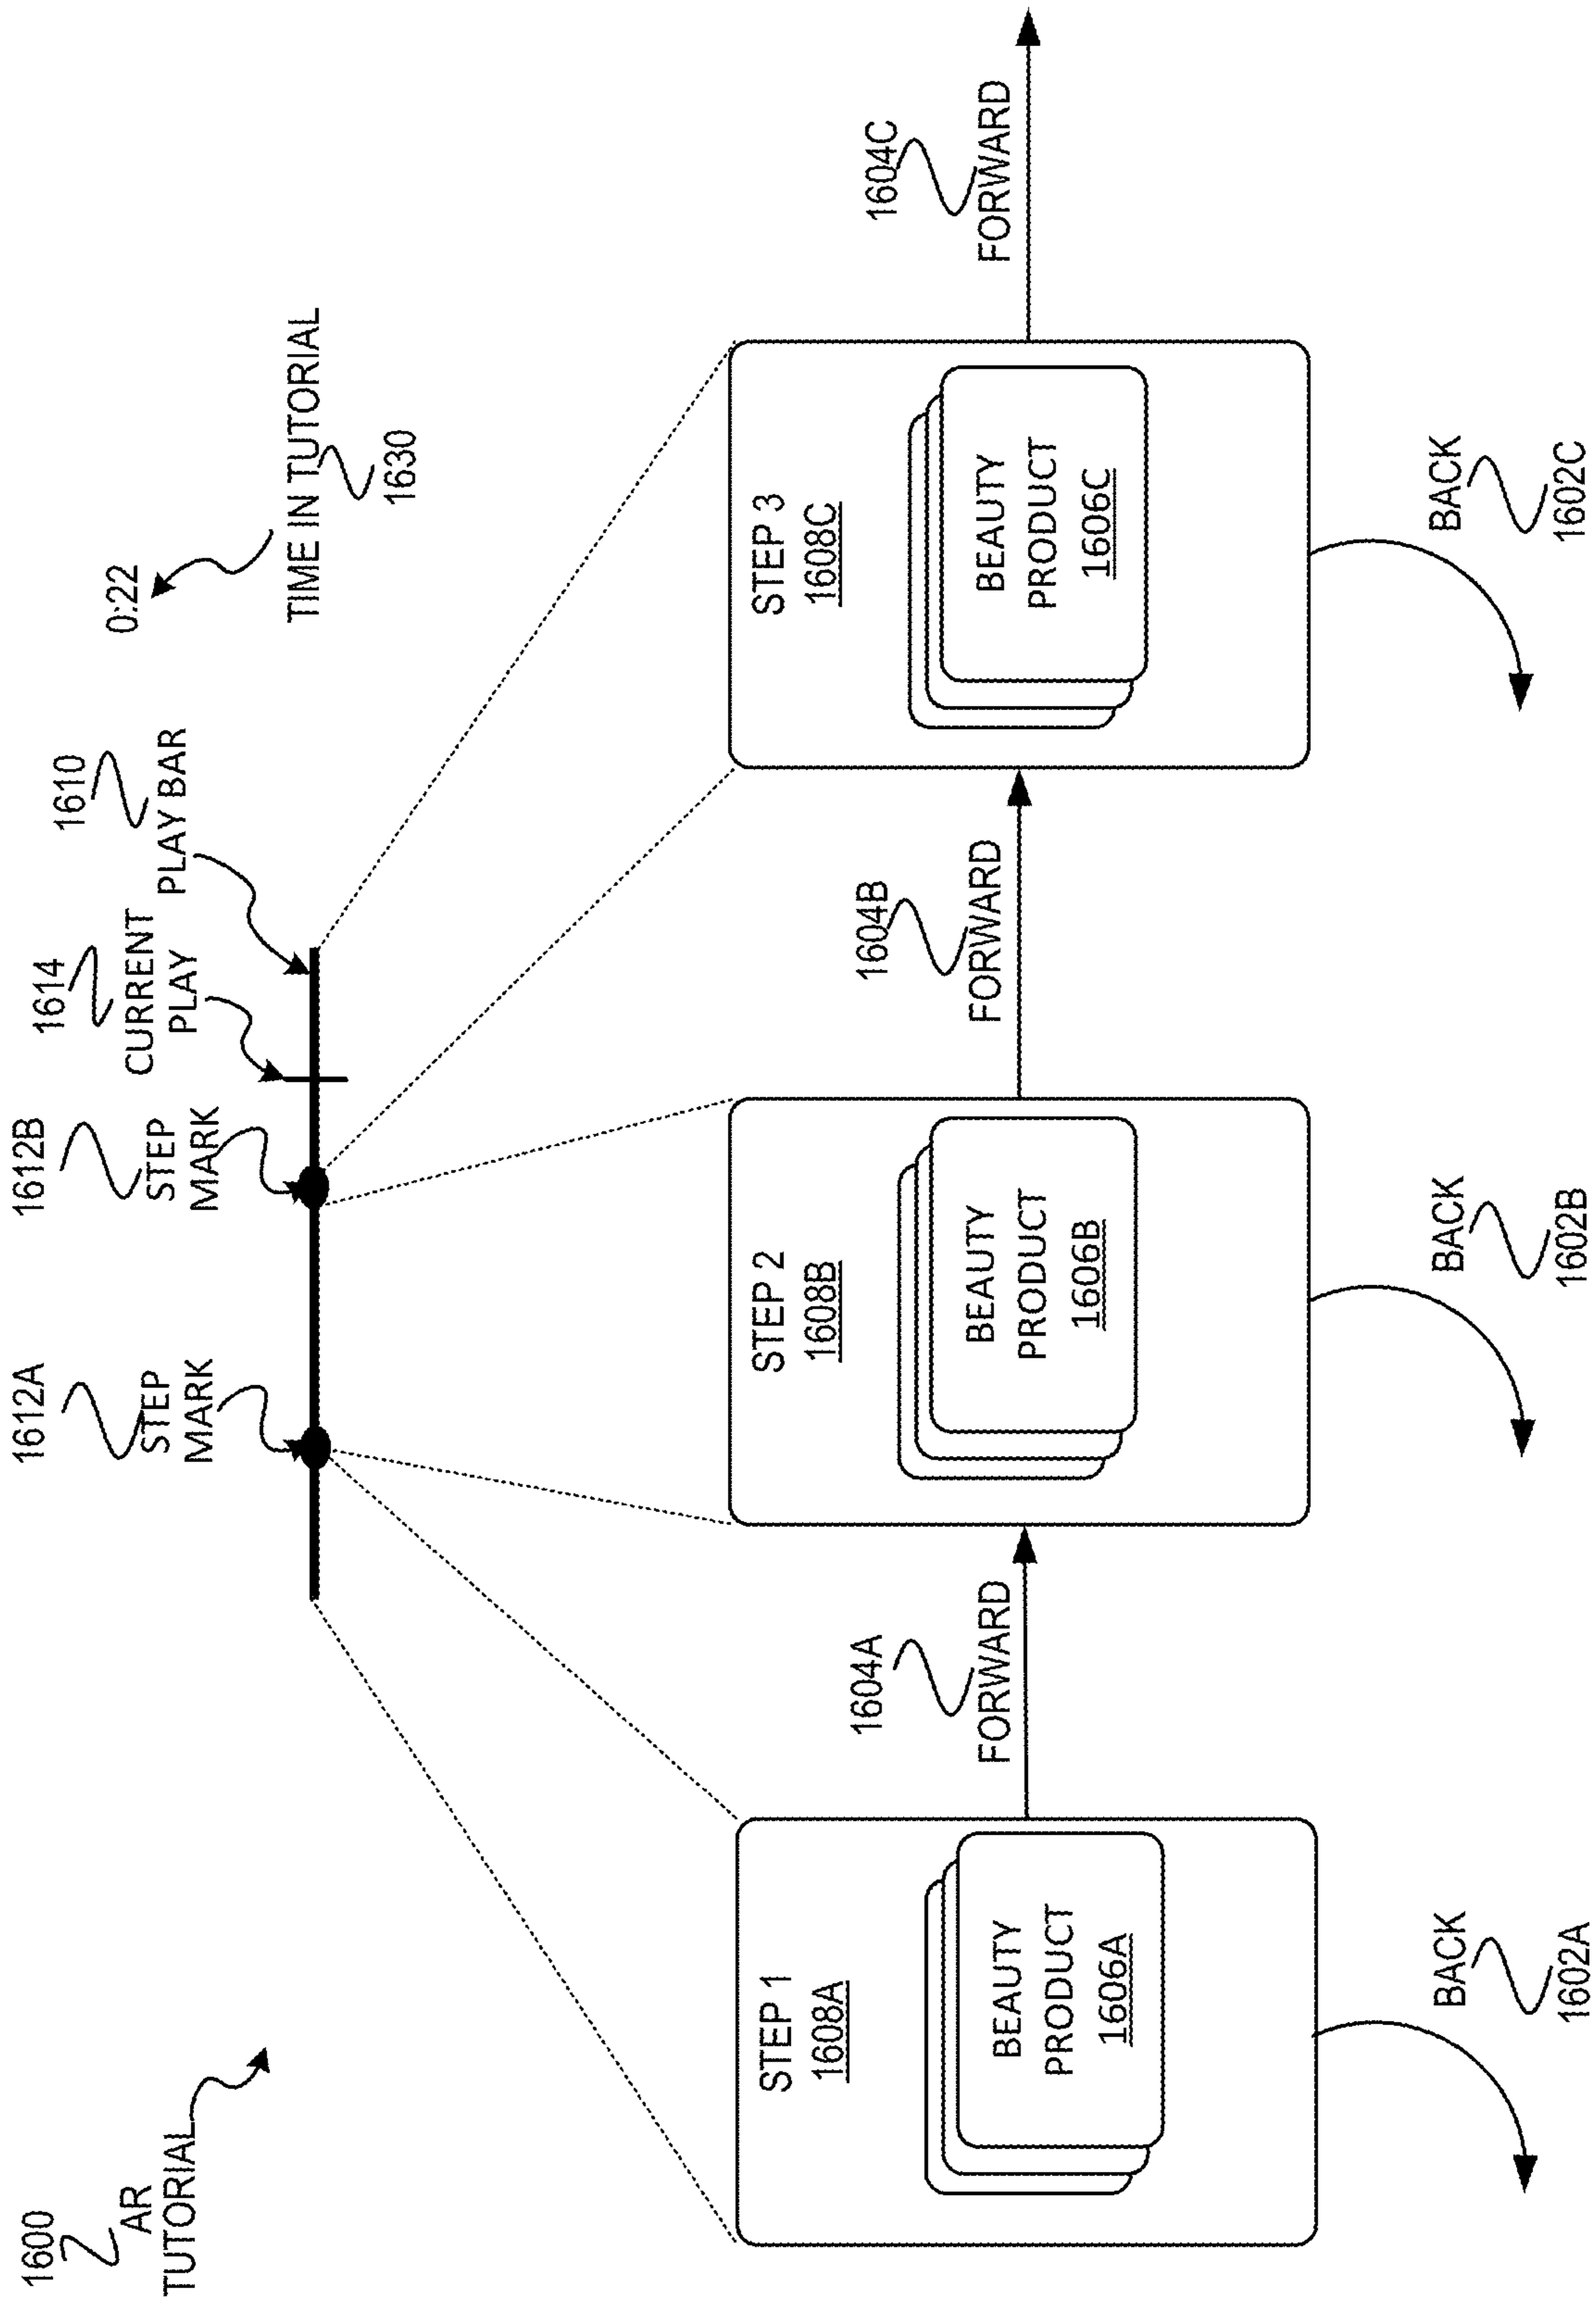 1600
AR
TUTORIAL
1612A
STEP
MARK
1612B
STEP
MARK
1614
CURRENT
PLAY
1610
PLAY BAR
0:22
TIME IN TUTORIAL
1630
STEP 1
1608A
BEAUTY
PRODUCT
1606A
1604A
FORWARD
STEP 2
1608B
BEAUTY
PRODUCT
1606B
1604B
FORWARD
STEP 3
1608C
BEAUTY
PRODUCT
1606C
1604C
FORWARD
BACK
1602A
BACK
1602B
BACK
1602C